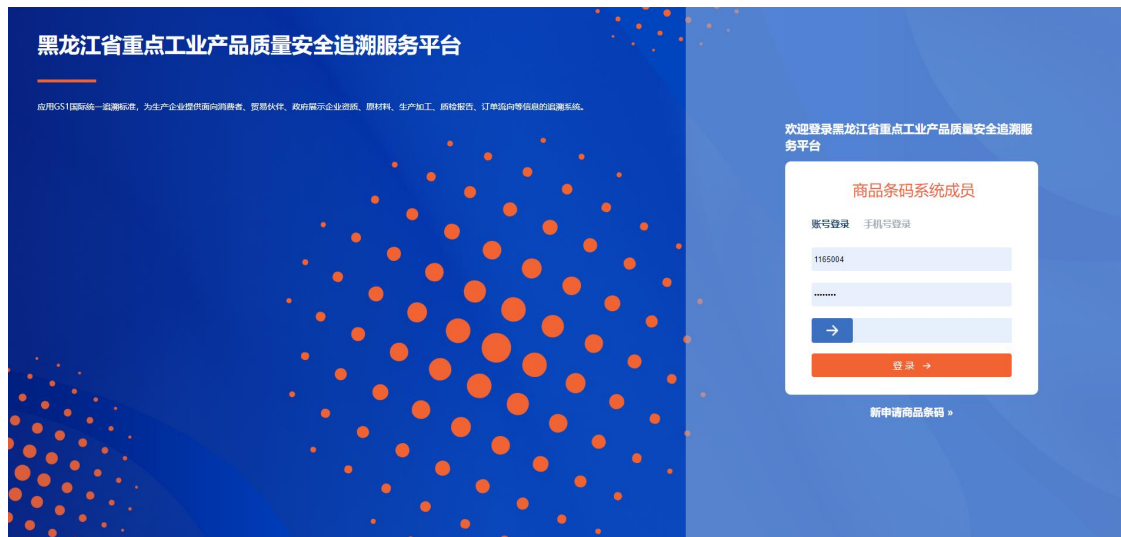 黑龙江省重点工业产品质量安全追溯服务平台
应用GS1国际统一追溯标准，为生产企业提供面向消费者、贸易伙伴、政府展示企业资质、原材料、生产加工、质检报告、订单流向等信息的追溯系统。
欢迎登录黑龙江省重点工业产品质量安全追溯服
务平台
商品条码系统成员
账号登录 手机号登录
1165004
········
登录 →
新申请商品条码 »